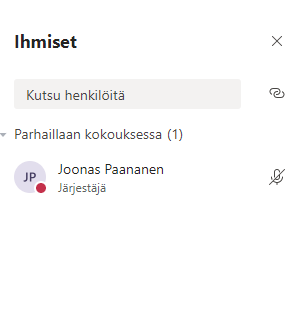 Ihmiset
Kutsu henkilöitä
Parhaillaan kokouksessa (1)
JP
Joonas Paananen
Järjestäjä